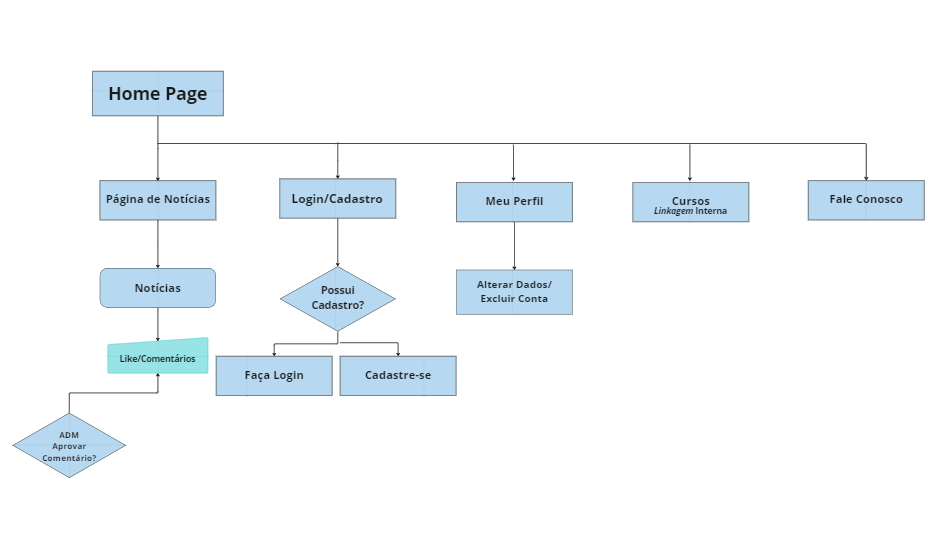 Home Page
Página de Notícias
Login/Cadastro
Meu Perfil
Cursos
Linkagem Interna
Fale Conosco
Notícias
Possui
Cadastro?
Alterar Dados/
Excluir Conta
Like/Comentários
Faça Login
Cadastre-se
ADM
Aprovar
Comentário?